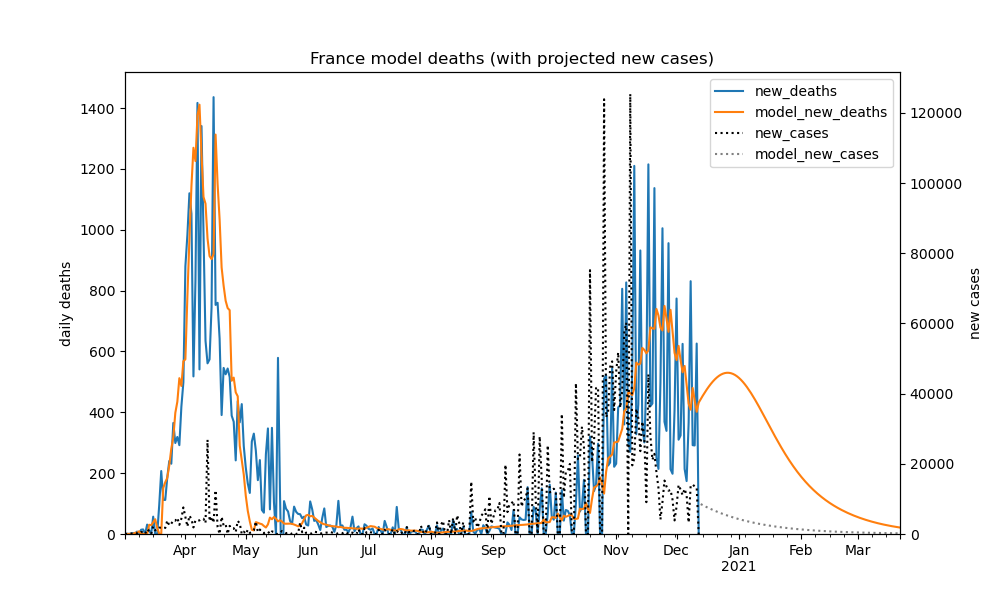 France model deaths (with projected new cases)
new_deaths
model_new_deaths
new_cases
model_new_cases
1400
1200
1000
800
600
400
200
0
daily deaths
120000
100000
80000
60000
40000
20000
0
new cases
Apr May Jun Jul Aug Sep Oct Nov Dec Jan Feb Mar
2021